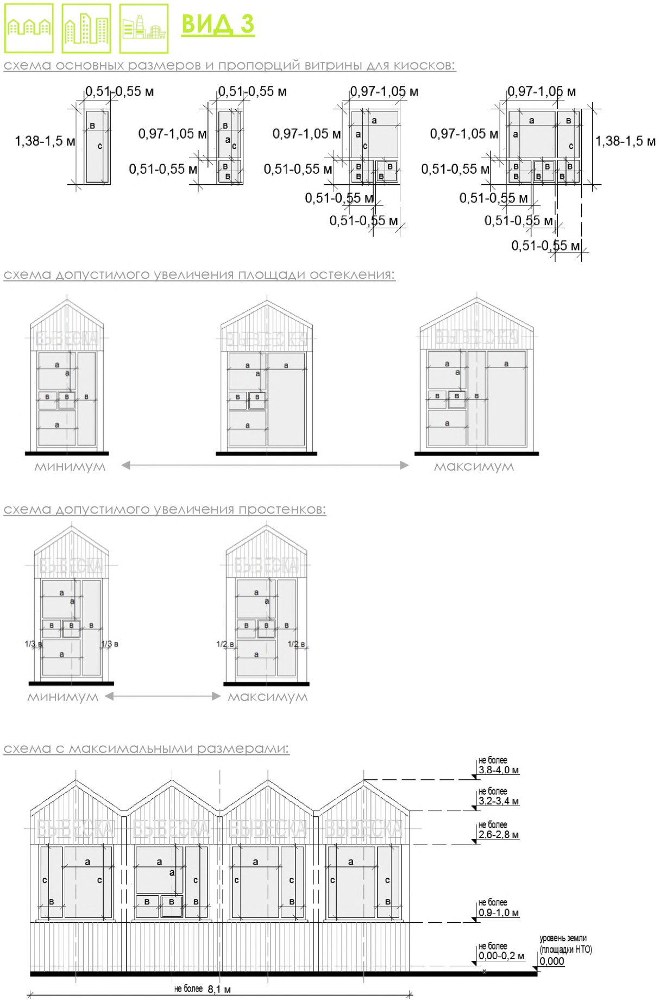 ВИД 3
схема основных размеров и пропорций витрины для киосков:
0,51-0,55 м
0,51-0,55 м
0,97-1,05 м
0,97-1,05 м
1,38-1,5 м
в
с
0,97-1,05 м
0,51-0,55 м
в
а
с
в
в
0,97-1,05 м
0,51-0,55 м
а
а
с
в
в
в
в
0,51-0,55 м
0,51-0,55 м
0,97-1,05 м
0,51-0,55 м
а
в
а
с
в
в
в
в
в
в
1,38-1,5 м
0,51-0,55 м
0,51-0,55 м
0,51-0,55 м
схема допустимого увеличения площади остекления:
ВЫВЕСКА
ВЫВЕСКА
ВЫВЕСКА
а
а
в
в
в
а
а
а
а
в
в
а
а
а
а
в
в
в
а
минимум
максимум
схема допустимого увеличения простенков:
ВЫВЕСКА
ВЫВЕСКА
а
а
в
в
в
1/3 в
1/3 в
а
а
а
в
в
в
1/2 в
1/2 в
а
минимум
максимум
схема с максимальными размерами:
не более
3,8-4,0 м
не более
3,2-3,4 м
не более
2,6-2,8 м
ВЫВЕСКА
ВЫВЕСКА
ВЫВЕСКА
ВЫВЕСКА
а
с
с
в
а
а
в
в
в
а
с
с
в
а
с
с
в
не более
0,9-1,0 м
не более
0,00-0,2 м
уровень земли
(площадки НТО)
0,000
не более 8,1 м